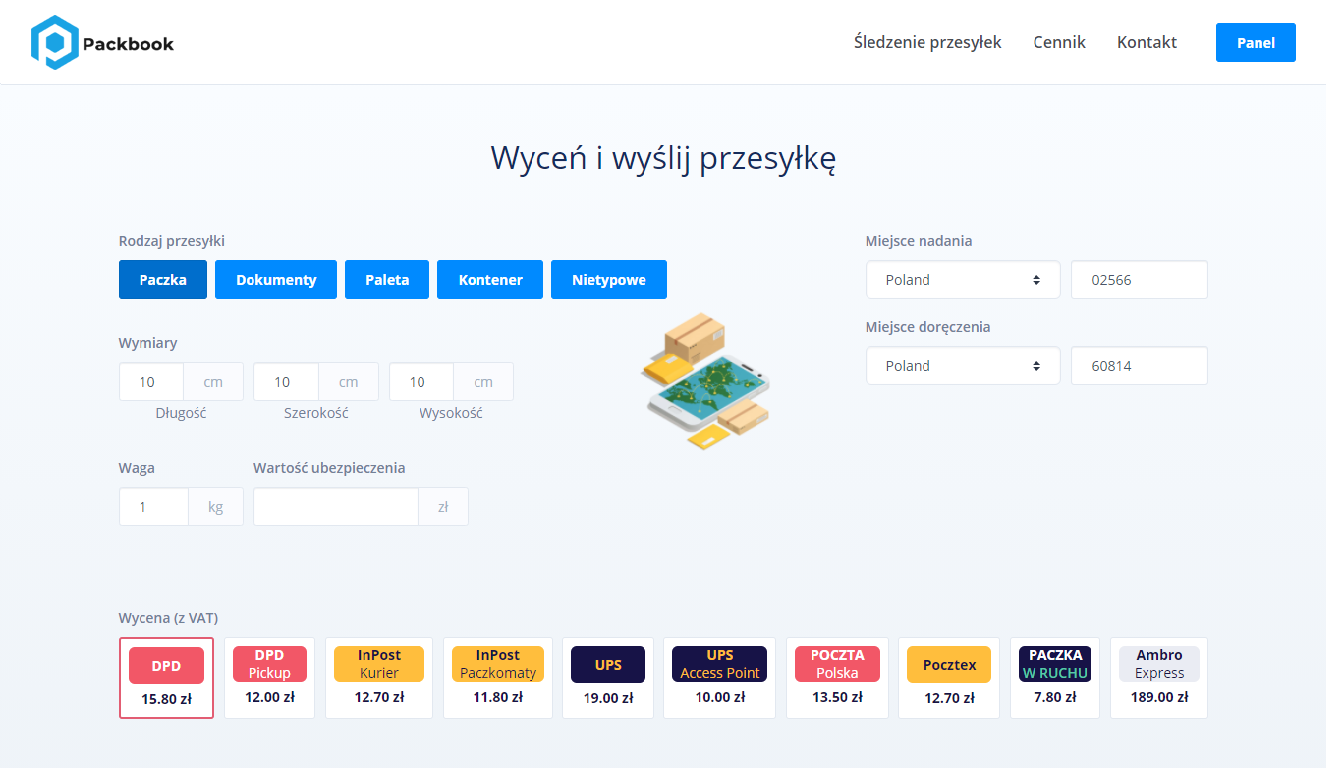 Packbook
Śledzenie przesyłek Cennik Kontakt Panel
Wyceń i wyślij przesyłkę
Rodzaj przesyłki
Paczka Dokumenty Paleta Kontener Nietypowe
Miejsce nadania
Poland 02566
Miejsce doręczenia
Poland 60814
Wymiary
10 cm 10 cm 10 cm
Długość Szerokość Wysokość
Waga Wartość ubezpieczenia
1 kg zł
Wycena (z VAT)
DPD
15.80 zł
DPD
Pickup
12.00 zł
InPost
Kurier
12.70 zł
InPost
Paczkomaty
11.80 zł
UPS
19.00 zł
UPS
Access Point
10.00 zł
POCZTA
Polska
13.50 zł
Pocztex
12.70 zł
PACZKA
W RUCHU
7.80 zł
Ambro
Express
189.00 zł